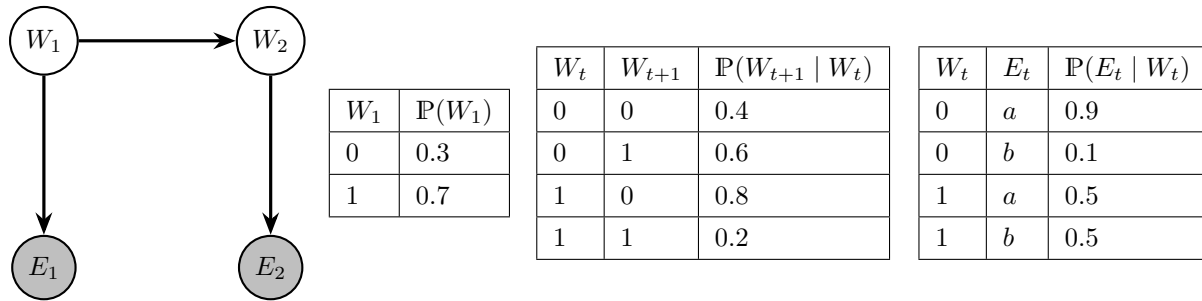 W₁ W₂
E₁ E₂
W₁ ℙ(W₁)
0 0.3
1 0.7
Wₜ Wₜ₊₁ ℙ(Wₜ₊₁ | Wₜ)
0 0 0.4
0 1 0.6
1 0 0.8
1 1 0.2
Wₜ Eₜ ℙ(Eₜ | Wₜ)
0 a 0.9
0 b 0.1
1 a 0.5
1 b 0.5